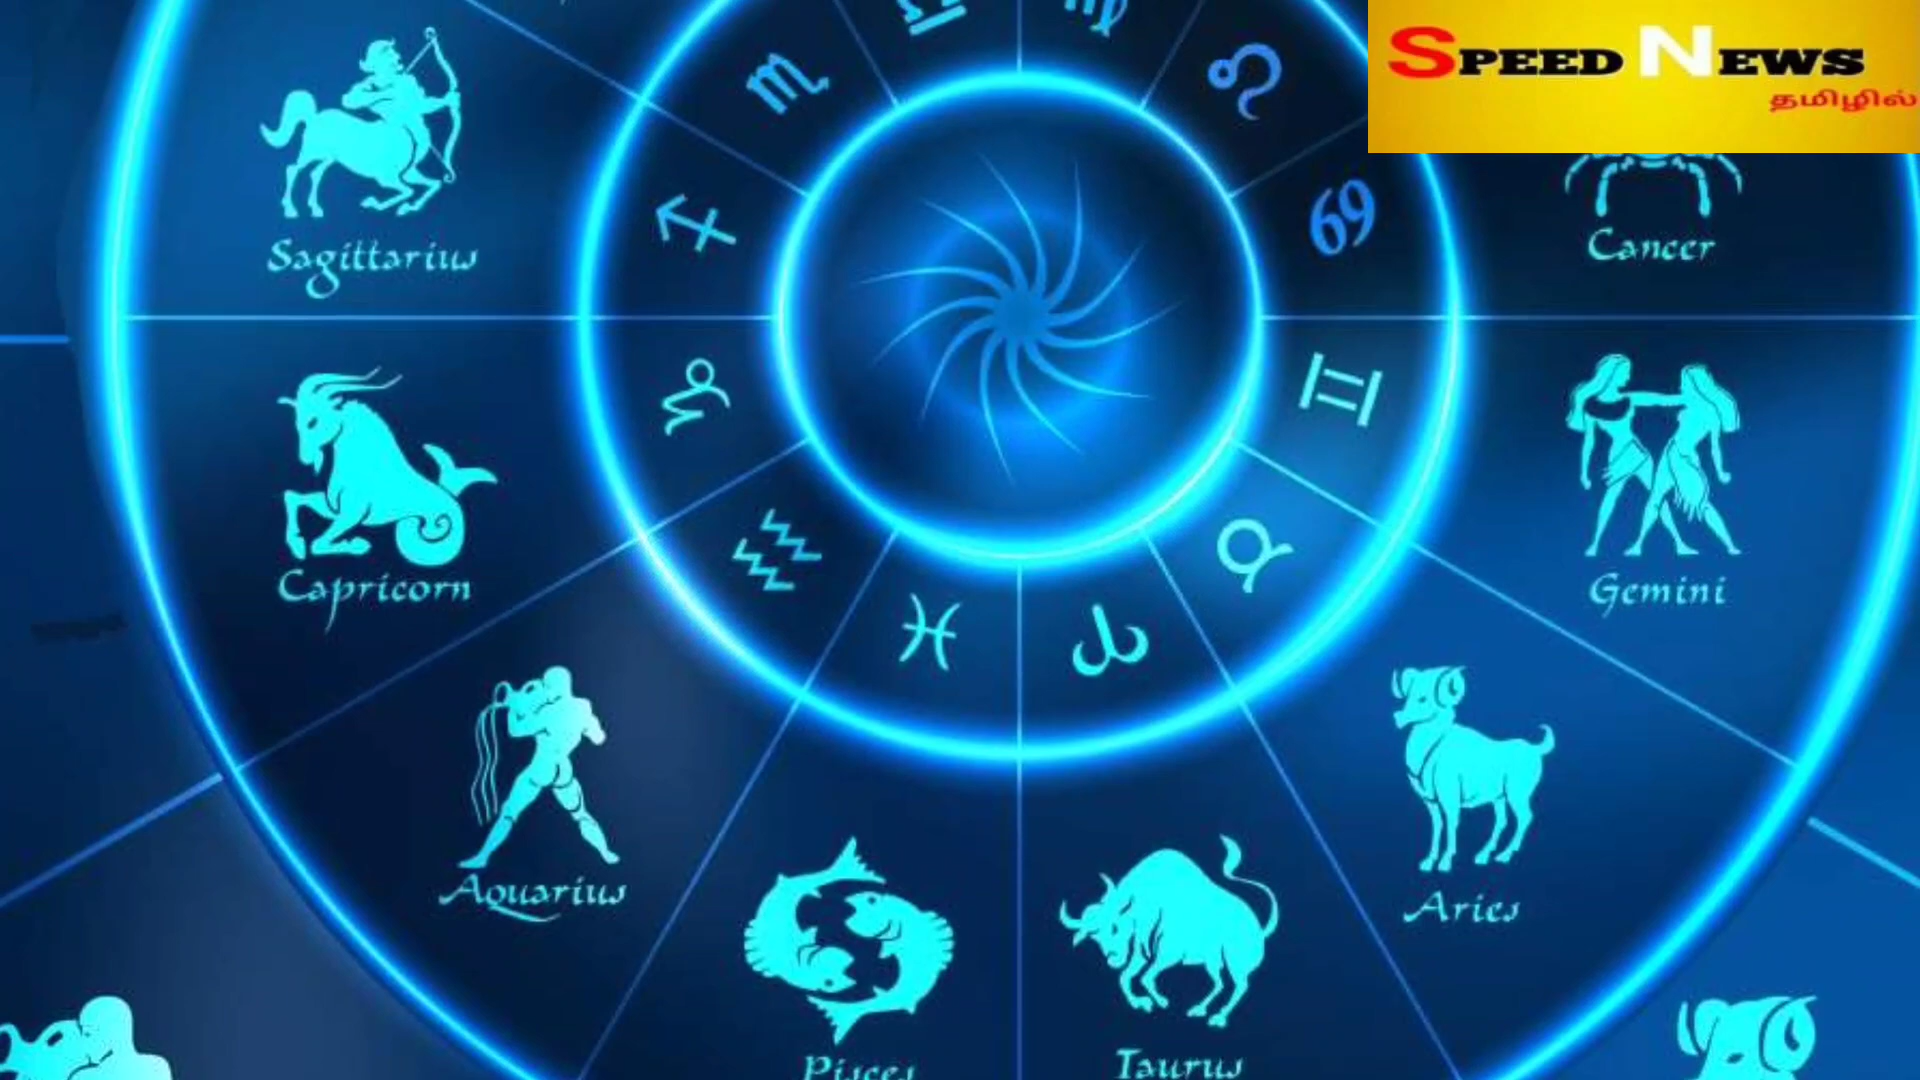 SPEED NEWS
தமிழில்
Sagittarius
Cancer
Capricorn
Gemini
Aquarius
Aries
Pisces
Taurus